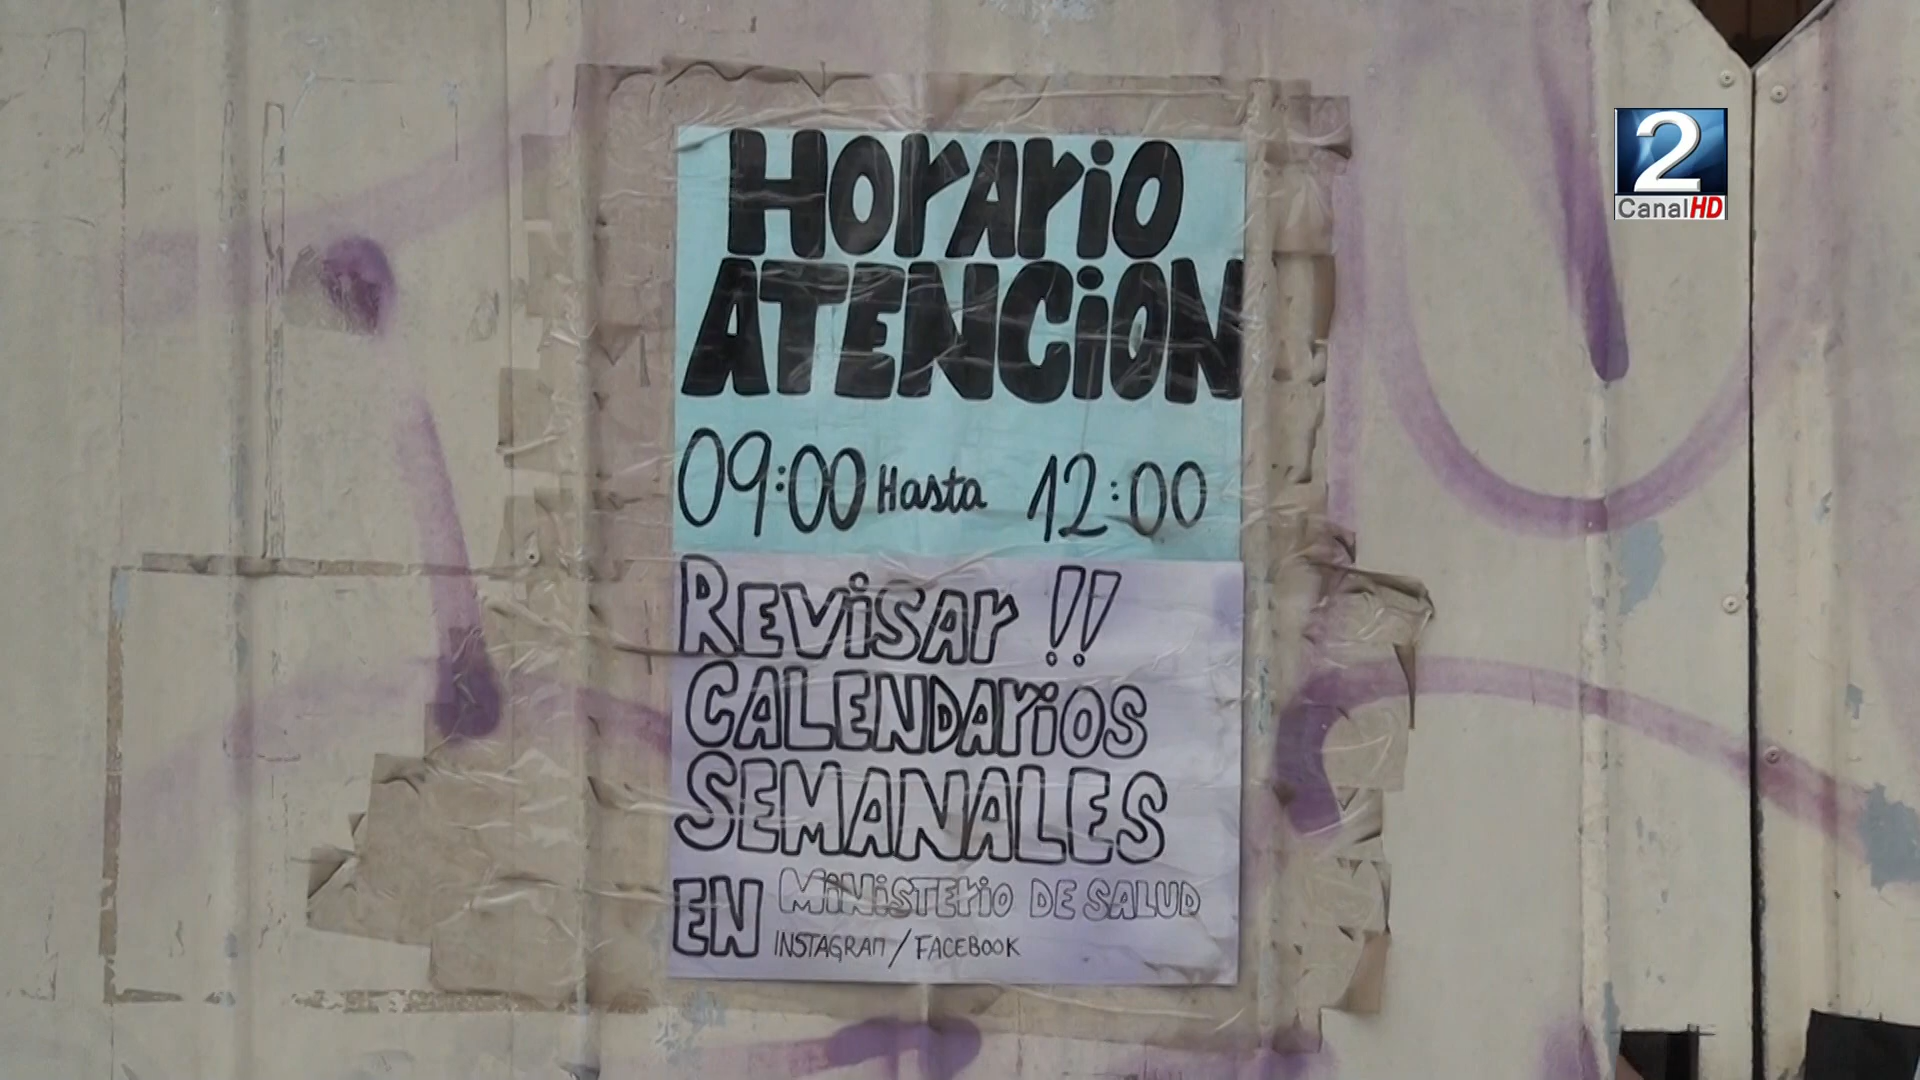 HOrArio
ATENCiON
09:00 Hasta 12:00
REViSAr !!
CALENDAriOS
SEMANALES
EN MiNiSTErio DE SALUD
INSTAGRAM / FACEBOOK
2
CanalHD